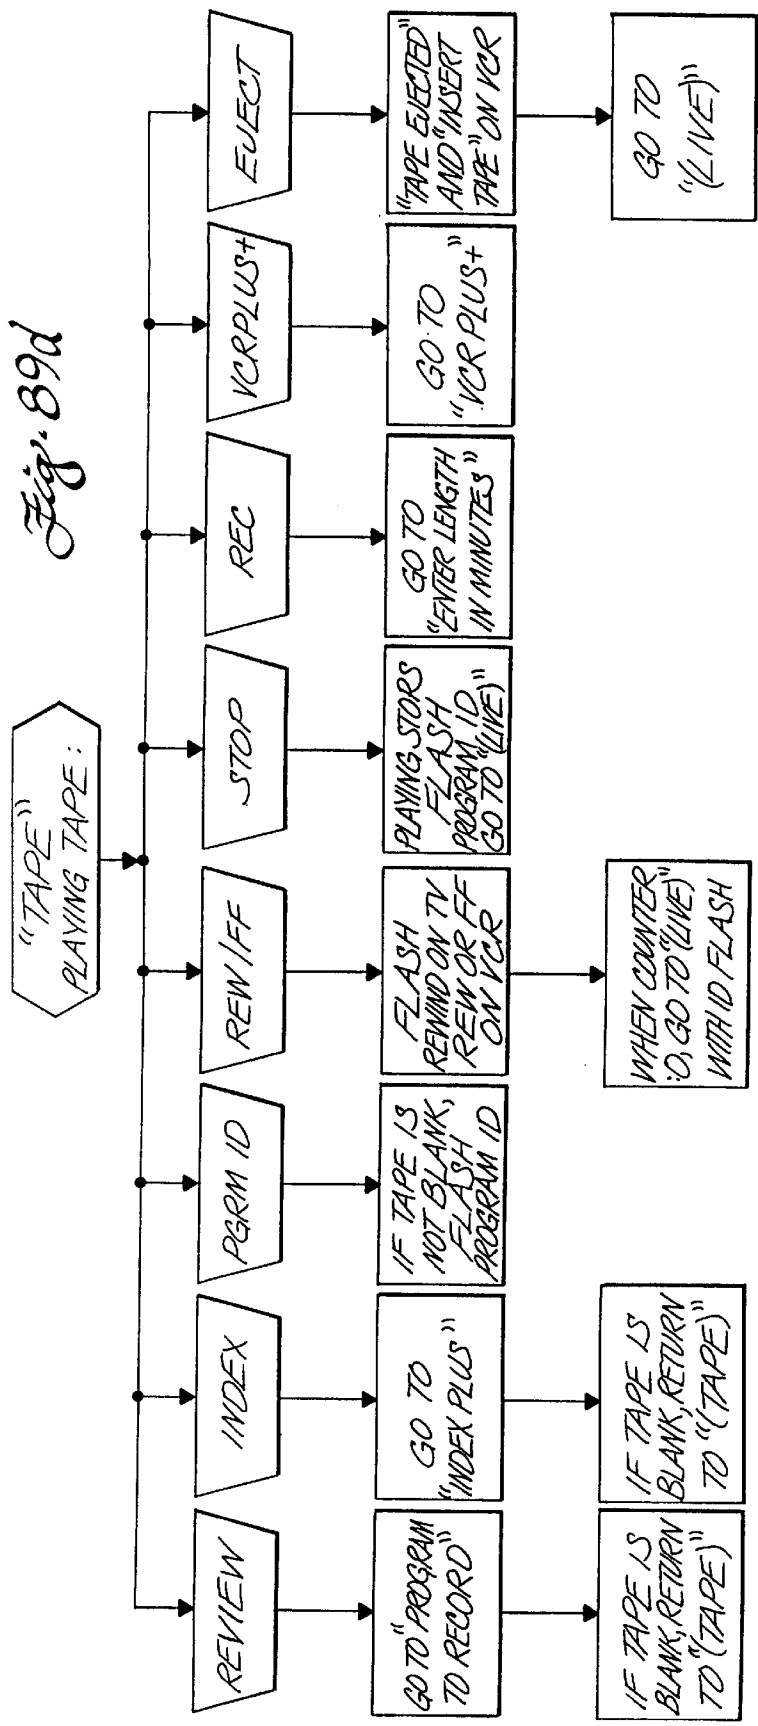 Fig. 89d
"TAPE"
PLAYING TAPE:
REVIEW
INDEX
PGRM ID
REW/FF
STOP
REC
VCRPLUS+
EJECT
GO TO "PROGRAM
TO RECORD"
GO TO
"INDEX PLUS"
IF TAPE IS
NOT BLANK,
FLASH
PROGRAM ID
FLASH
REWIND ON TV
REW OR FF
ON VCR
PLAYING STORS
FLASH
PROGRAM ID
GO TO "(LIVE)"
GO TO
"ENTER LENGTH
IN MINUTES"
GO TO
"VCR PLUS+"
"TAPE EJECTED"
AND "INSERT
TAPE" ON VCR
IF TAPE IS
BLANK, RETURN
TO "(TAPE)"
IF TAPE IS
BLANK, RETURN
TO "(TAPE)"
WHEN COUNTER
:0, GO TO "(LIVE)"
WITH ID FLASH
GO TO
"(LIVE)"